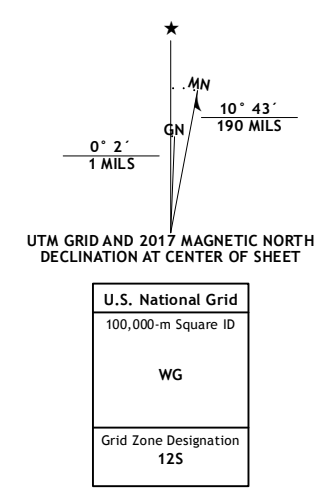 MN
GN
10° 43´
190 MILS
0° 2´
1 MILS
UTM GRID AND 2017 MAGNETIC NORTH
DECLINATION AT CENTER OF SHEET
U.S. National Grid
100,000-m Square ID
WG
Grid Zone Designation
12S